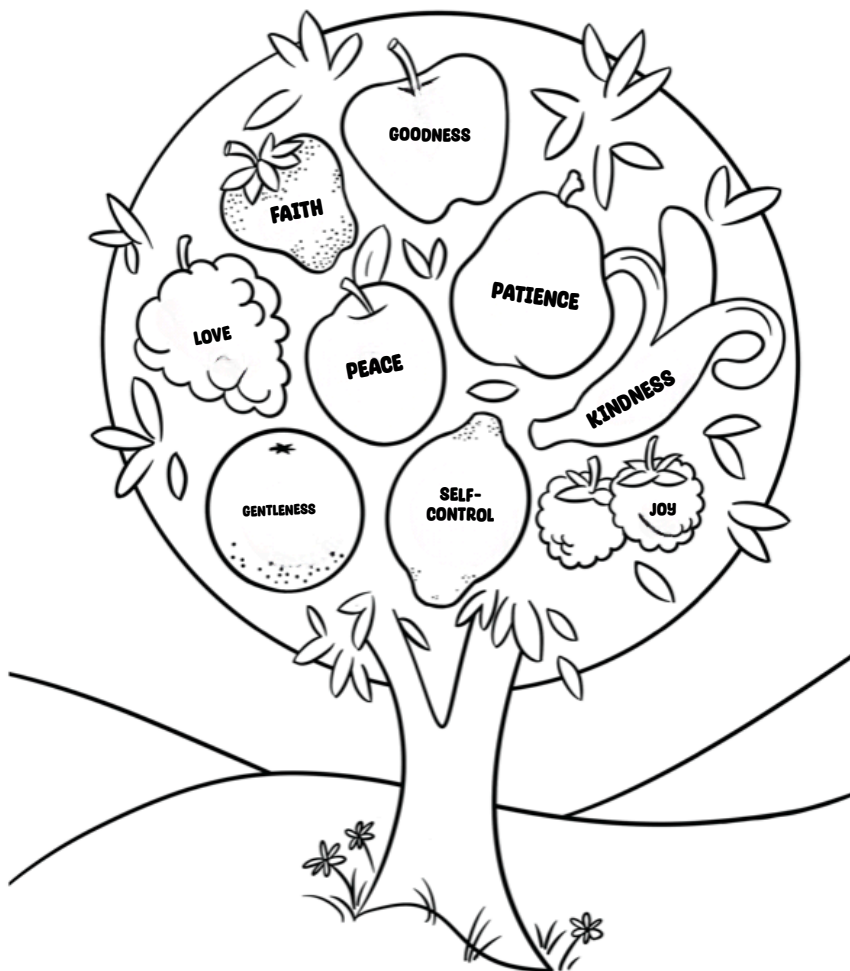 GOODNESS
FAITH
PATIENCE
LOVE
PEACE
KINDNESS
GENTLENESS
SELF-
CONTROL
JOY